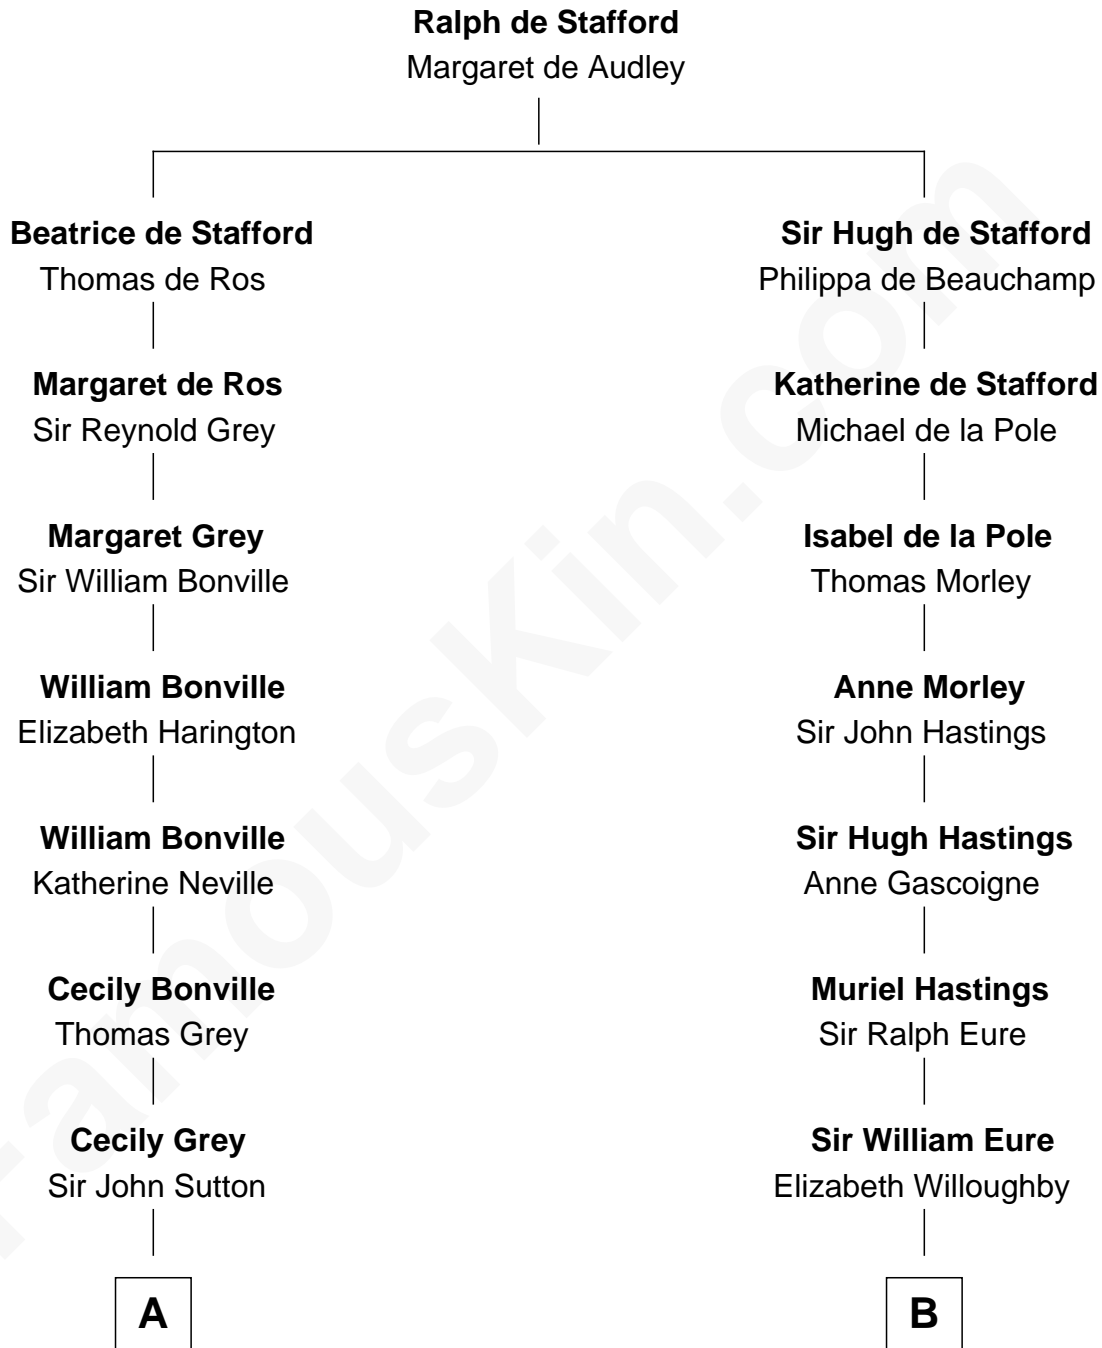 Ralph de Stafford
Margaret de Audley
Beatrice de Stafford
Thomas de Ros
Margaret de Ros
Sir Reynold Grey
Margaret Grey
Sir William Bonville
William Bonville
Elizabeth Harington
William Bonville
Katherine Neville
Cecily Bonville
Thomas Grey
Cecily Grey
Sir John Sutton
A
Sir Hugh de Stafford
Philippa de Beauchamp
Katherine de Stafford
Michael de la Pole
Isabel de la Pole
Thomas Morley
Anne Morley
Sir John Hastings
Sir Hugh Hastings
Anne Gascoigne
Muriel Hastings
Sir Ralph Eure
Sir William Eure
Elizabeth Willoughby
B
FamousKin.com